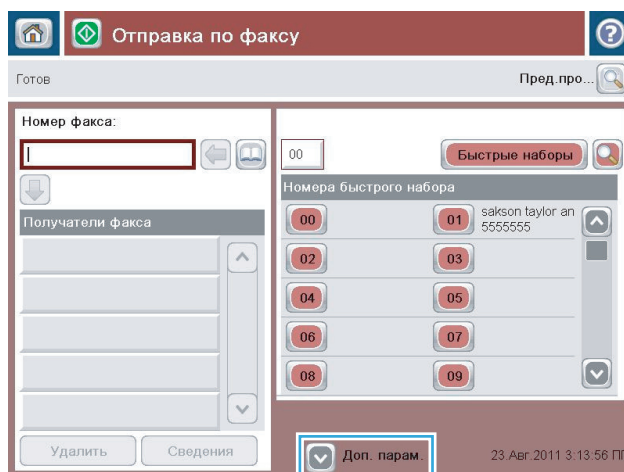 Отправка по факсу
Готов
Пред.про...
Номер факса:
00
Быстрые наборы
Номера быстрого набора
Получатели факса
00
01 sakson taylor an
5555555
02
03
04
05
06
07
08
09
Удалить
Сведения
Доп. парам.
23.Авг.2011 3:13:56